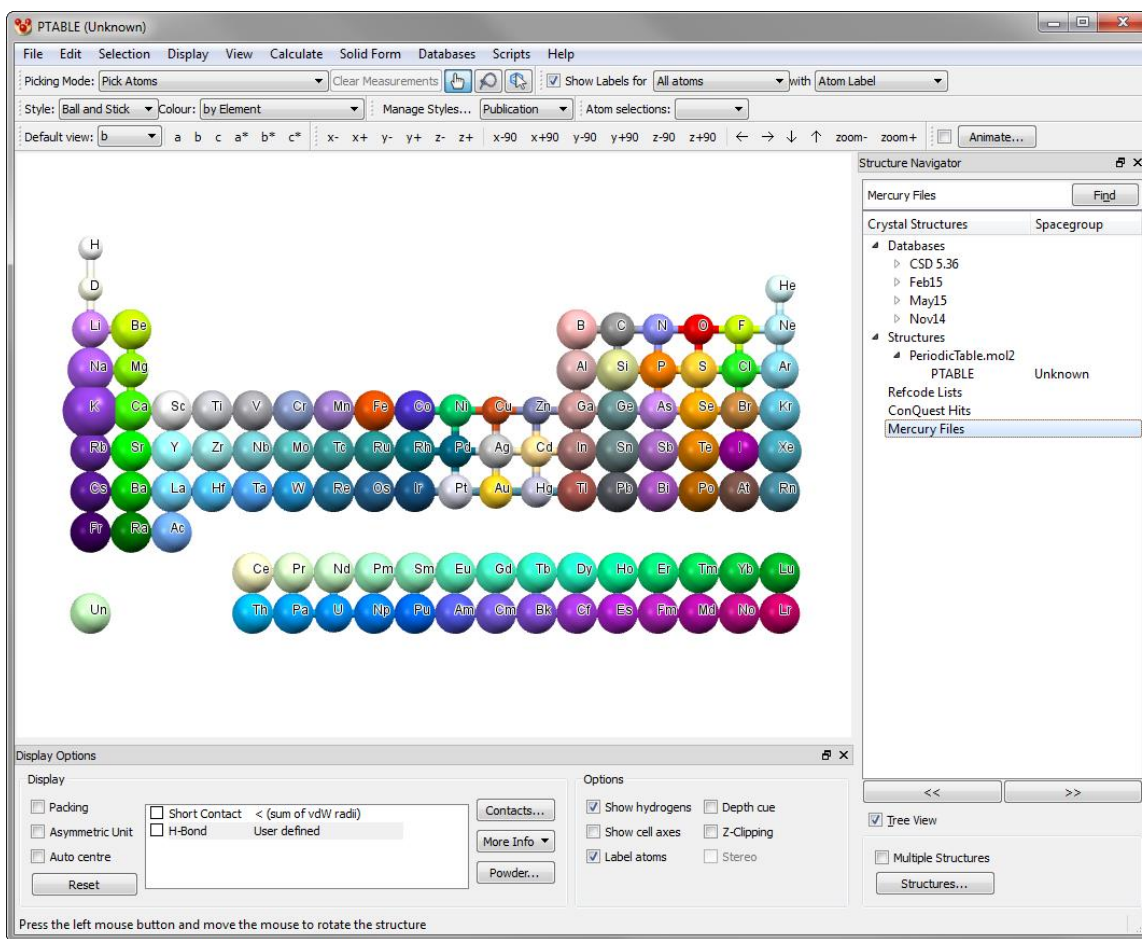 PTABLE (Unknown)
File Edit Selection Display View Calculate Solid Form Databases Scripts Help
Picking Mode: Pick Atoms Clear Measurements Show Labels for All atoms with Atom Label
Style: Ball and Stick Colour: by Element Manage Styles... Publication Atom selections:
Default view: b a b c a* b* c* x- x+ y- y+ z- z+ x-90 x+90 y-90 y+90 z-90 z+90 ← → ↓ ↑ zoom- zoom+ Animate...
H
D He
Li Be B C N O F Ne
Na Mg Al Si P S Cl Ar
K Ca Sc Ti V Cr Mn Fe Co Ni Cu Zn Ga Ge As Se Br Kr
Rb Sr Y Zr Nb Mo Tc Ru Rh Pd Ag Cd In Sn Sb Te I Xe
Cs Ba La Hf Ta W Re Os Ir Pt Au Hg Tl Pb Bi Po At Rn
Fr Ra Ac
Ce Pr Nd Pm Sm Eu Gd Tb Dy Ho Er Tm Yb Lu
Un Th Pa U Np Pu Am Cm Bk Cf Es Fm Md No Lr
Structure Navigator
Mercury Files Find
Crystal Structures Spacegroup
Databases
CSD 5.36
Feb15
May15
Nov14
Structures
PeriodicTable.mol2
PTABLE Unknown
Refcode Lists
ConQuest Hits
Mercury Files
<< >>
Tree View
Multiple Structures
Structures...
Display Options
Display
Packing
Asymmetric Unit
Auto centre
Reset
Short Contact < (sum of vdW radii)
H-Bond User defined
Contacts...
More Info
Powder...
Options
Show hydrogens Depth cue
Show cell axes Z-Clipping
Label atoms Stereo
Press the left mouse button and move the mouse to rotate the structure